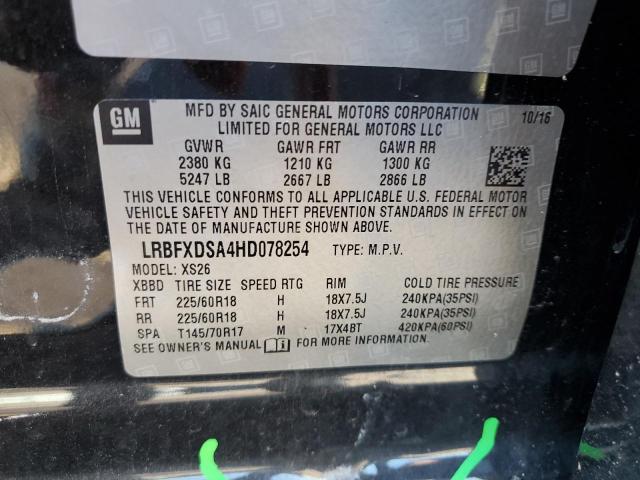 GM
MFD BY SAIC GENERAL MOTORS CORPORATION 10/16
LIMITED FOR GENERAL MOTORS LLC
GVWR GAWR FRT GAWR RR
2380 KG 1210 KG 1300 KG
5247 LB 2667 LB 2866 LB
THIS VEHICLE CONFORMS TO ALL APPLICABLE U.S. FEDERAL MOTOR
VEHICLE SAFETY AND THEFT PREVENTION STANDARDS IN EFFECT ON
THE DATE OF MANUFACTURE SHOWN ABOVE.
LRBFXDSA4HD078254 TYPE: M.P.V.
MODEL: XS26
XBBD TIRE SIZE SPEED RTG RIM COLD TIRE PRESSURE
FRT 225/60R18 H 18X7.5J 240KPA(35PSI)
RR 225/60R18 H 18X7.5J 240KPA(35PSI)
SPA T145/70R17 M 17X4BT 420KPA(60PSI)
SEE OWNER'S MANUAL FOR MORE INFORMATION.